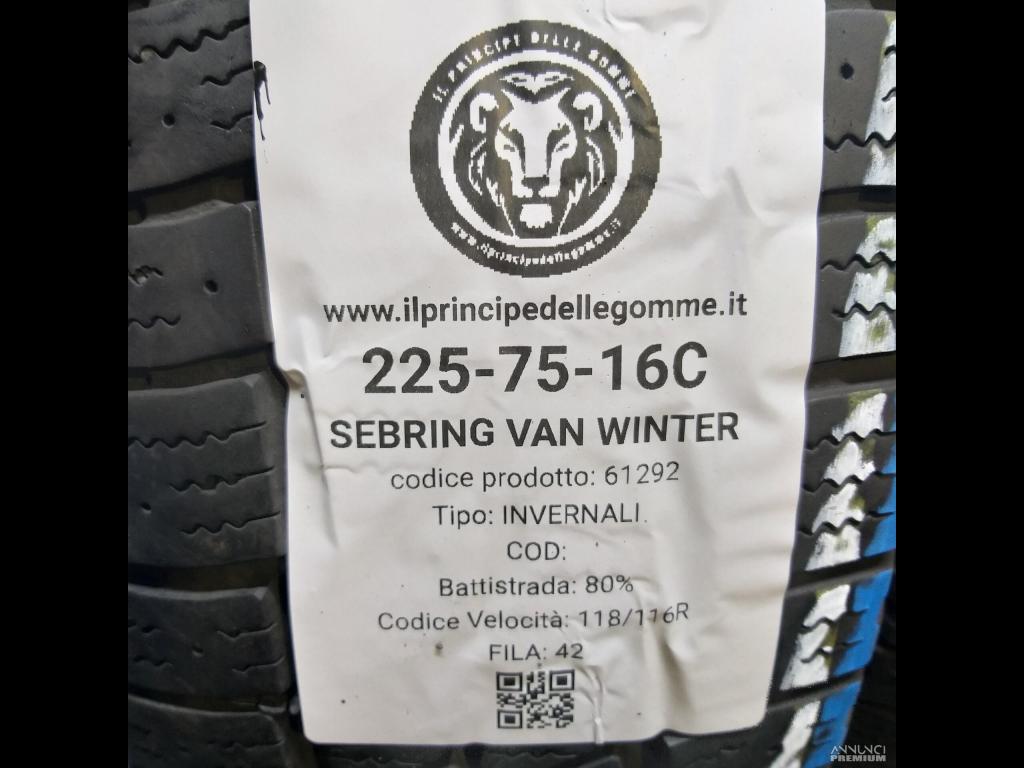 IL PRINCIPE DELLE GOMME
www.ilprincipedellegomme.it
www.ilprincipedellegomme.it
225-75-16C
SEBRING VAN WINTER
codice prodotto: 61292
Tipo: INVERNALI
COD:
Battistrada: 80%
Codice Velocità: 118/116R
FILA: 42
ANNUNCI
PREMIUM